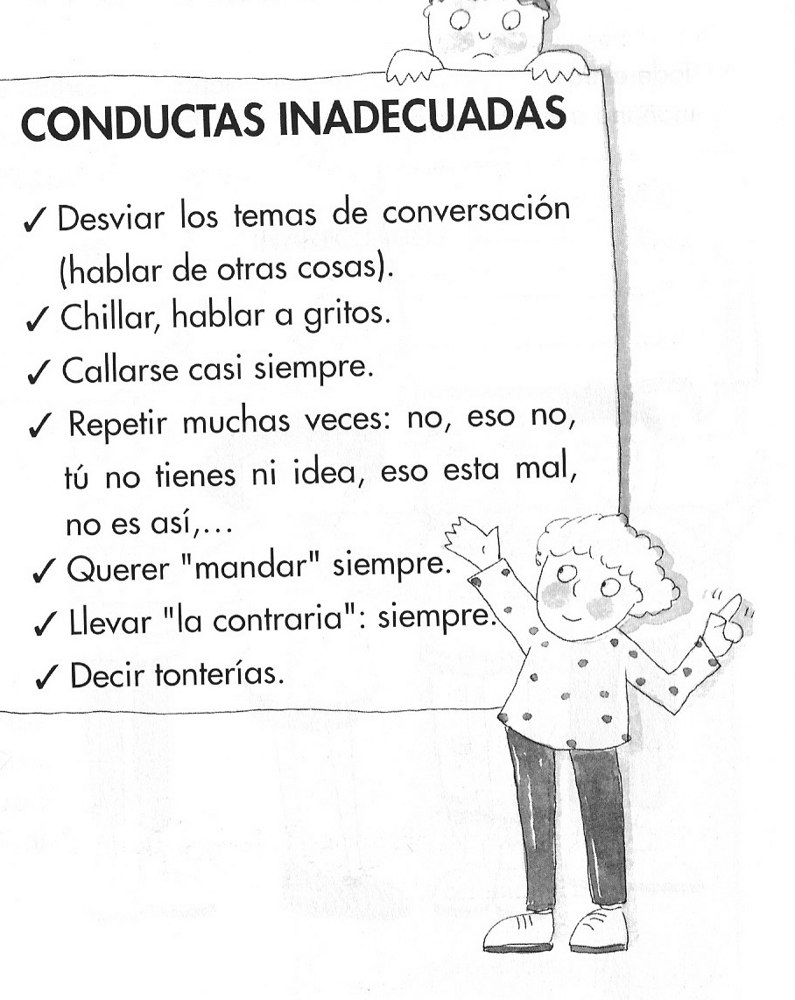 CONDUCTAS INADECUADAS
✓ Desviar los temas de conversación
(hablar de otras cosas).
✓ Chillar, hablar a gritos.
✓ Callarse casi siempre.
✓ Repetir muchas veces: no, eso no,
tú no tienes ni idea, eso esta mal,
no es así,...
✓ Querer "mandar" siempre.
✓ Llevar "la contraria": siempre.
✓ Decir tonterías.